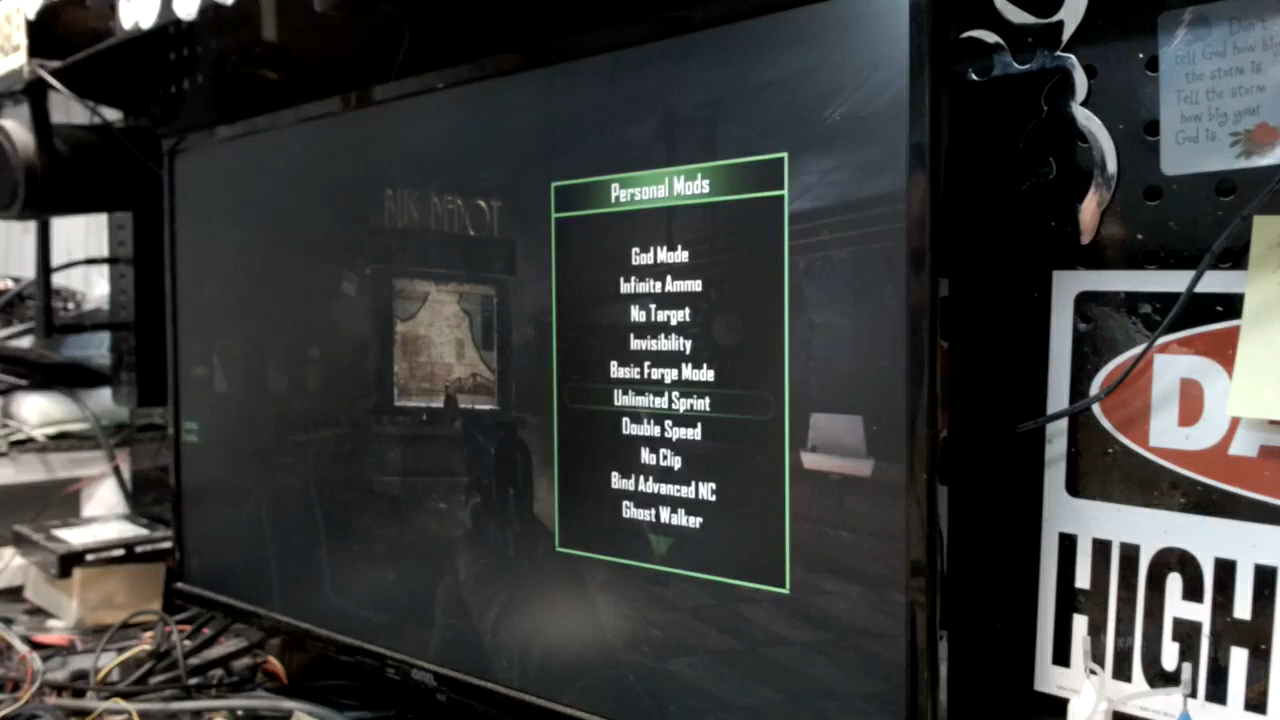 BUS DEPOT
Personal Mods
God Mode
Infinite Ammo
No Target
Invisibility
Basic Forge Mode
Unlimited Sprint
Double Speed
No Clip
Bind Advanced NC
Ghost Walker
Don't
tell God how big
the storm is.
Tell the storm
how big your
God is.
DA
HIGH